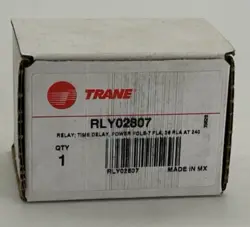 TRANE
RLY02807
RELAY; TIME DELAY, POWER POLE-7 FLA, 36 RLA AT 240
QTY
1
RLY02807
MADE IN MX